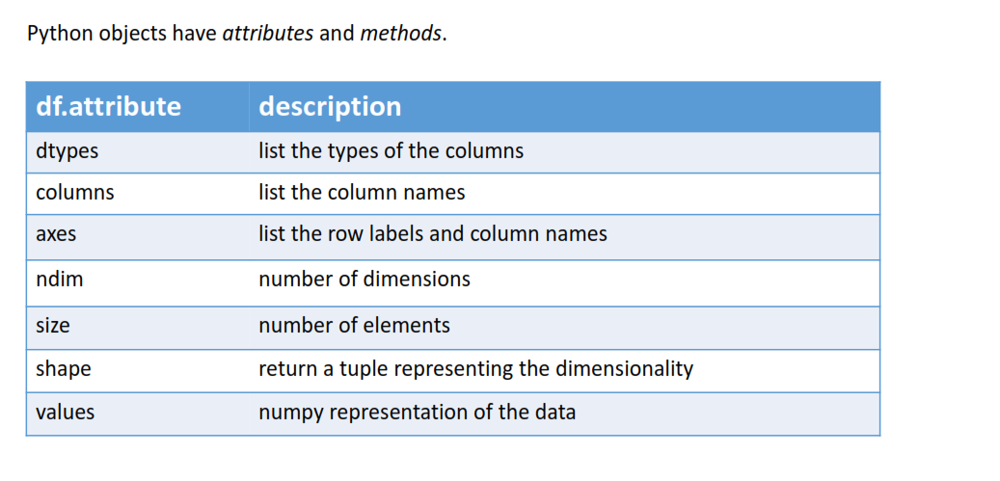 Python objects have attributes and methods.
df.attribute description
dtypes list the types of the columns
columns list the column names
axes list the row labels and column names
ndim number of dimensions
size number of elements
shape return a tuple representing the dimensionality
values numpy representation of the data